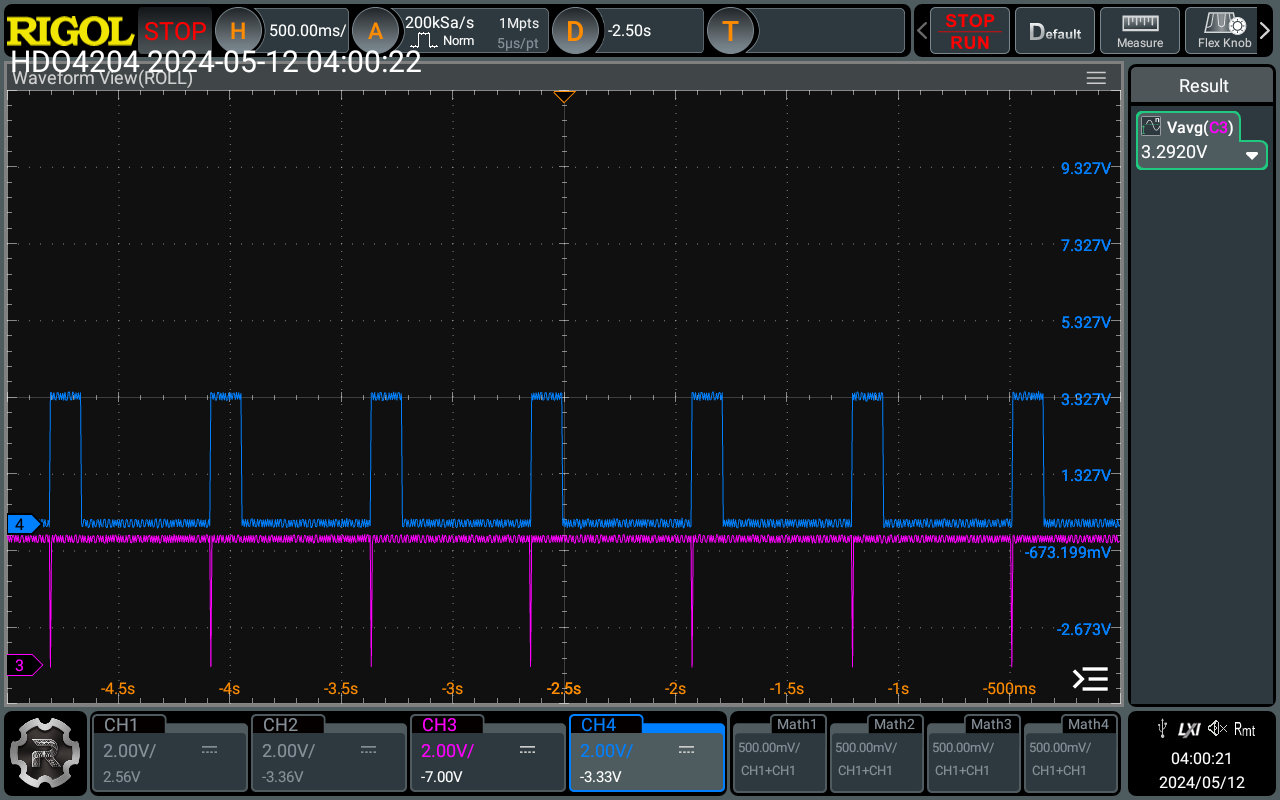 RIGOL STOP H 500.00ms/ A 200kSa/s Norm 1Mpts 5μs/pt D -2.50s T STOP RUN Default Measure Flex Knob
HDO4204 2024-05-12 04:00:22
Waveform View(ROLL)
Result
Vavg(C3)
3.2920V
9.327V
7.327V
5.327V
3.327V
1.327V
4
-673.199mV
-2.673V
3
-4.5s -4s -3.5s -3s -2.5s -2s -1.5s -1s -500ms
CH1 CH2 CH3 CH4 Math1 Math2 Math3 Math4
2.00V/ 2.00V/ 2.00V/ 2.00V/ 500.00mV/ 500.00mV/ 500.00mV/ 500.00mV/
2.56V -3.36V -7.00V -3.33V CH1+CH1 CH1+CH1 CH1+CH1 CH1+CH1
R
LXI Rmt
04:00:21
2024/05/12